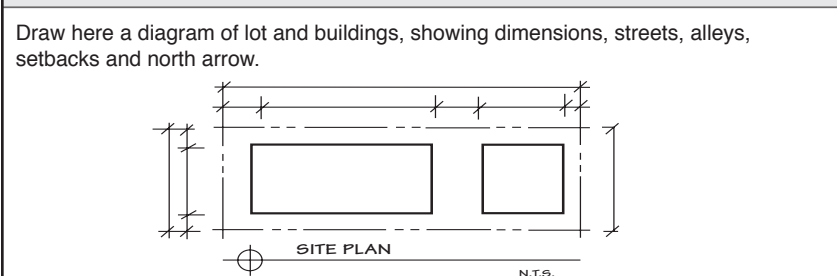 Draw here a diagram of lot and buildings, showing dimensions, streets, alleys,
setbacks and north arrow.
SITE PLAN
N.T.S.